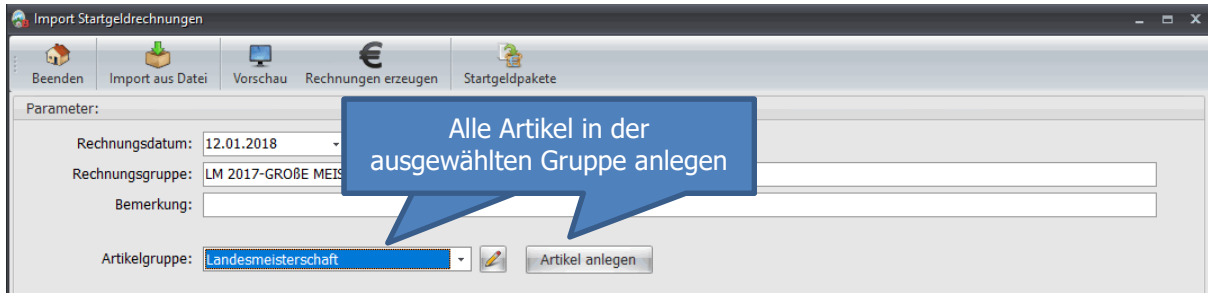 Import Startgeldrechnungen
Beenden Import aus Datei Vorschau Rechnungen erzeugen Startgeldpakete
Parameter:
Alle Artikel in der
ausgewählten Gruppe anlegen
Rechnungsdatum: 12.01.2018
Rechnungsgruppe: LM 2017-GROßE MEIS
Bemerkung:
Artikelgruppe: Landesmeisterschaft Artikel anlegen